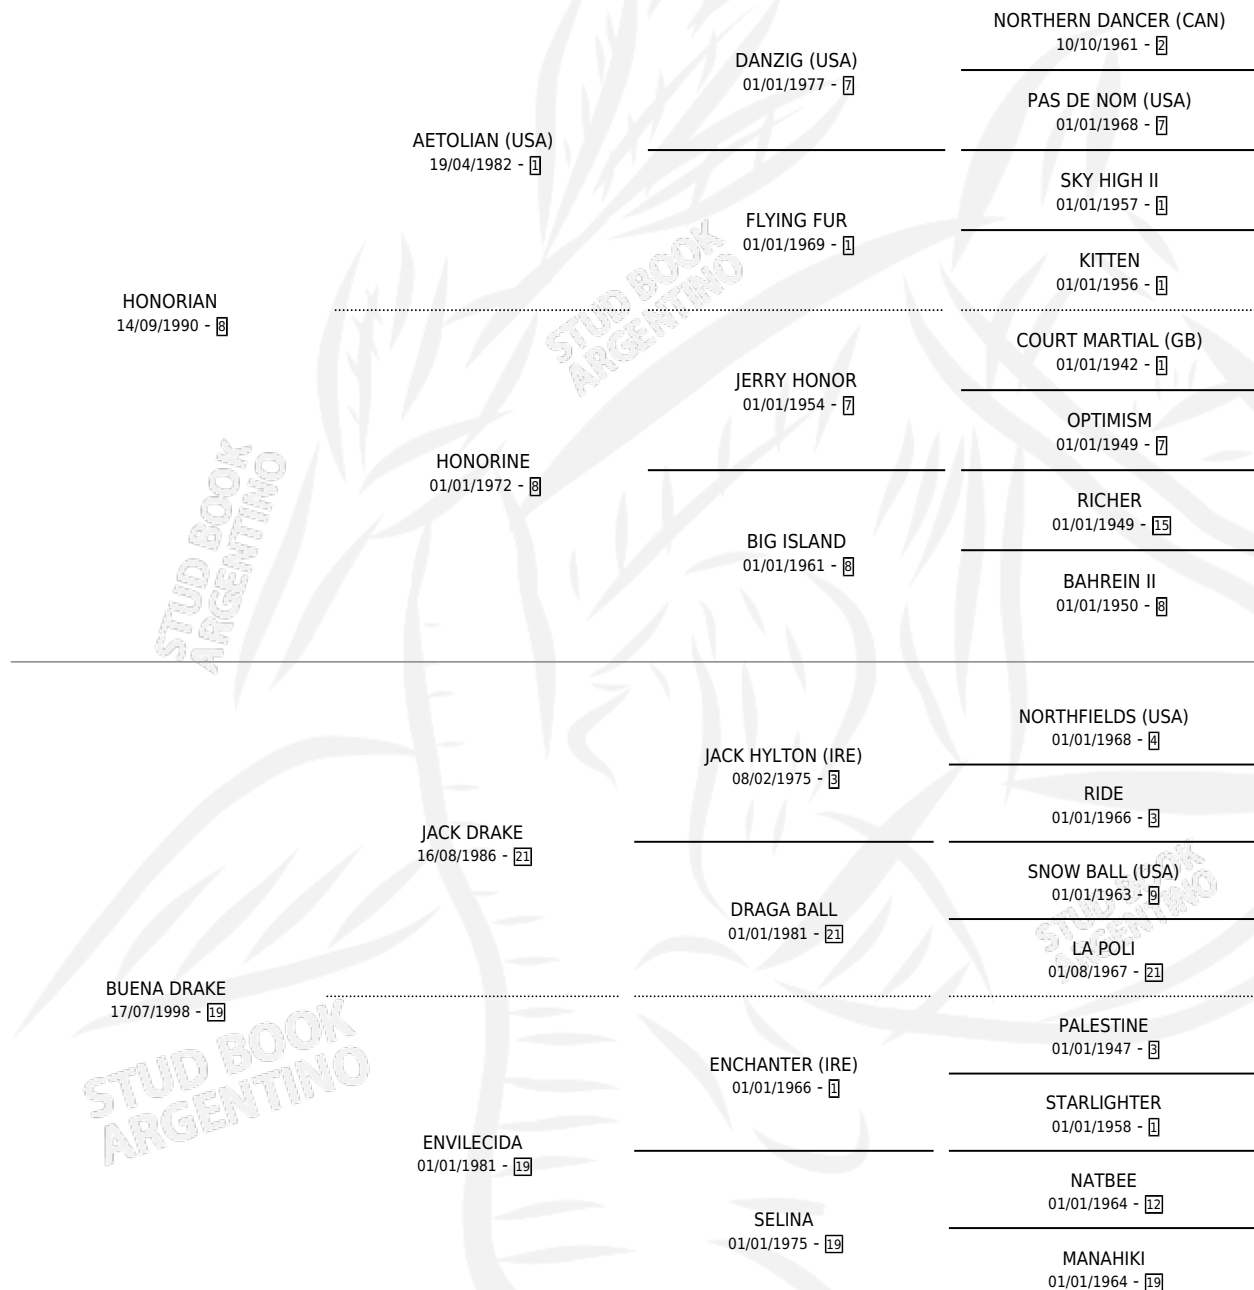 NORTHERN DANCER (CAN)
10/10/1961 - 2
DANZIG (USA)
01/01/1977 - 7
PAS DE NOM (USA)
01/01/1968 - 7
AETOLIAN (USA)
19/04/1982 - 1
SKY HIGH II
01/01/1957 - 1
FLYING FUR
01/01/1969 - 1
KITTEN
01/01/1956 - 1
HONORIAN
14/09/1990 - 8
COURT MARTIAL (GB)
01/01/1942 - 1
JERRY HONOR
01/01/1954 - 7
OPTIMISM
01/01/1949 - 7
HONORINE
01/01/1972 - 8
RICHER
01/01/1949 - 15
BIG ISLAND
01/01/1961 - 8
BAHREIN II
01/01/1950 - 8
STUD BOOK
ARGENTINO
STUD BOOK
ARGENTINO
NORTHFIELDS (USA)
01/01/1968 - 4
JACK HYLTON (IRE)
08/02/1975 - 3
RIDE
01/01/1966 - 3
JACK DRAKE
16/08/1986 - 21
SNOW BALL (USA)
01/01/1963 - 9
DRAGA BALL
01/01/1981 - 21
LA POLI
01/08/1967 - 21
BUENA DRAKE
17/07/1998 - 19
PALESTINE
01/01/1947 - 3
ENCHANTER (IRE)
01/01/1966 - 1
STARLIGHTER
01/01/1958 - 1
ENVILECIDA
01/01/1981 - 19
NATBEE
01/01/1964 - 12
SELINA
01/01/1975 - 19
MANAHIKI
01/01/1964 - 19
STUD BOOK
ARGENTINO
STUD BOOK
ARGENTINO